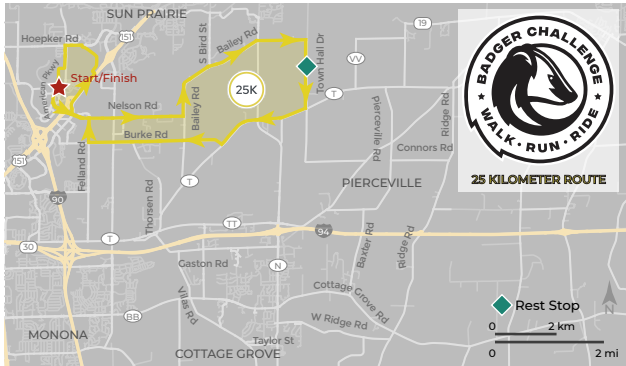 SUN PRAIRIE
Hoepker Rd
151
S Bird St
Bailey Rd
Town Hall Dr
19
VV
American Pkwy
Start/Finish
Nelson Rd
Bailey Rd
25K
T
Burke Rd
pierceville Rd
Ridge Rd
Connors Rd
151
Felland Rd
T
PIERCEVILLE
90
Thorsen Rd
TT
94
T
30
Baxter Rd
Ridge Rd
Gaston Rd
N
Vilas Rd
Cottage Grove Rd
BB
W Ridge Rd
MONONA
Taylor St
COTTAGE GROVE
BADGER CHALLENGE
WALK · RUN · RIDE
25 KILOMETER ROUTE
N
Rest Stop
0 2 km
0 2 mi